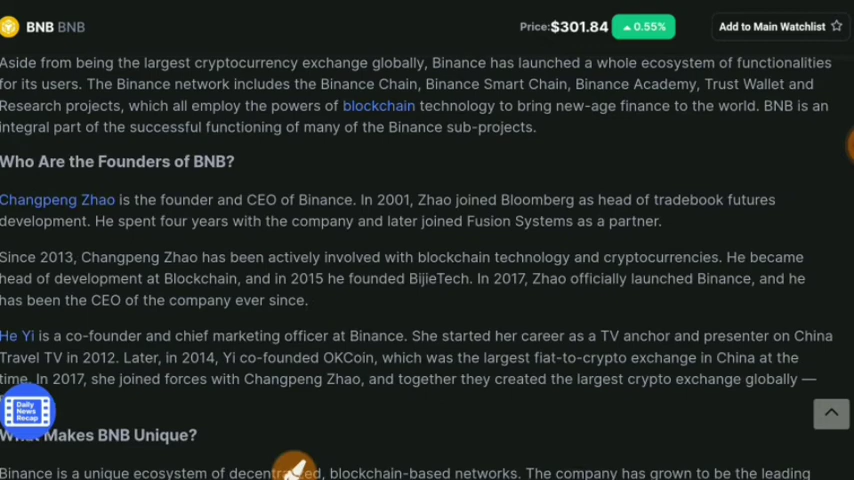 BNB BNB Price:$301.84 0.55% Add to Main Watchlist
Aside from being the largest cryptocurrency exchange globally, Binance has launched a whole ecosystem of functionalities
for its users. The Binance network includes the Binance Chain, Binance Smart Chain, Binance Academy, Trust Wallet and
Research projects, which all employ the powers of blockchain technology to bring new-age finance to the world. BNB is an
integral part of the successful functioning of many of the Binance sub-projects.
Who Are the Founders of BNB?
Changpeng Zhao is the founder and CEO of Binance. In 2001, Zhao joined Bloomberg as head of tradebook futures
development. He spent four years with the company and later joined Fusion Systems as a partner.
Since 2013, Changpeng Zhao has been actively involved with blockchain technology and cryptocurrencies. He became
head of development at Blockchain, and in 2015 he founded BijieTech. In 2017, Zhao officially launched Binance, and he
has been the CEO of the company ever since.
He Yi is a co-founder and chief marketing officer at Binance. She started her career as a TV anchor and presenter on China
Travel TV in 2012. Later, in 2014, Yi co-founded OKCoin, which was the largest fiat-to-crypto exchange in China at the
time. In 2017, she joined forces with Changpeng Zhao, and together they created the largest crypto exchange globally —
Daily
News
Recap
What Makes BNB Unique?
Binance is a unique ecosystem of decentralized, blockchain-based networks. The company has grown to be the leading